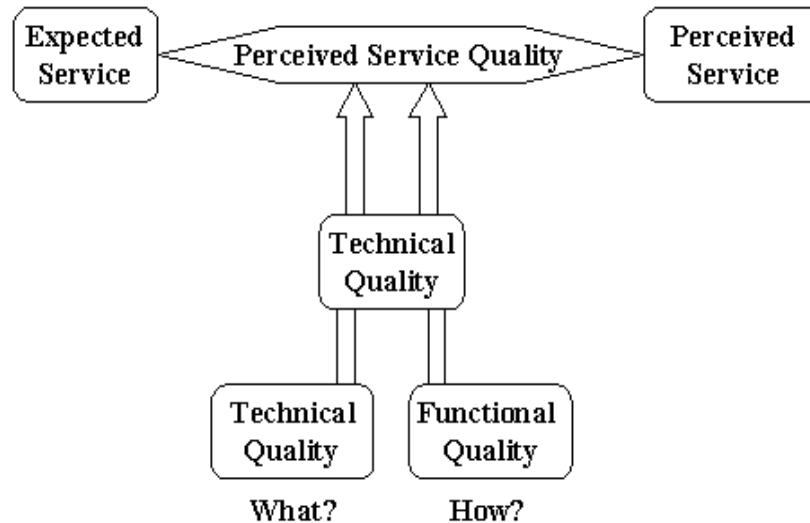 Expected
Service
Perceived Service Quality
Perceived
Service
Technical
Quality
Technical
Quality
Functional
Quality
What?
How?